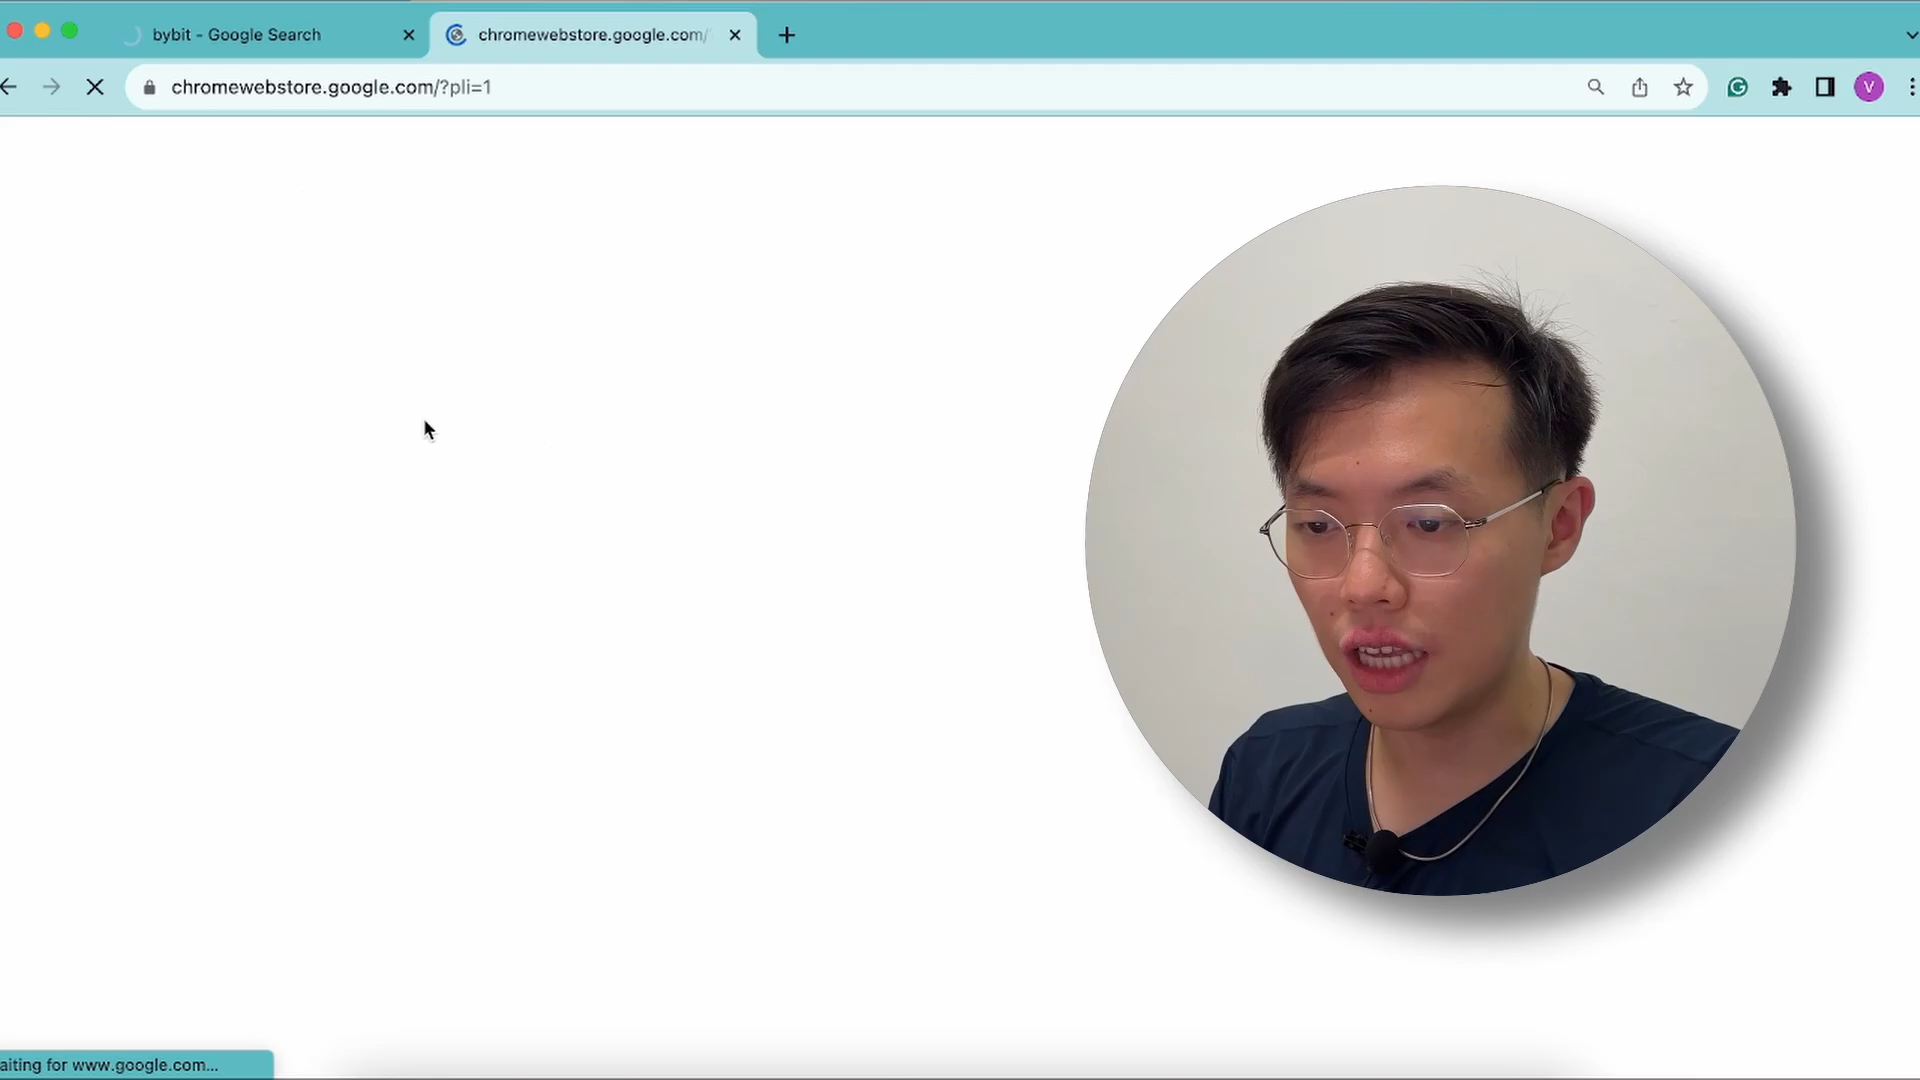 bybit - Google Search
chromewebstore.google.com/
chromewebstore.google.com/?pli=1
V
aiting for www.google.com...